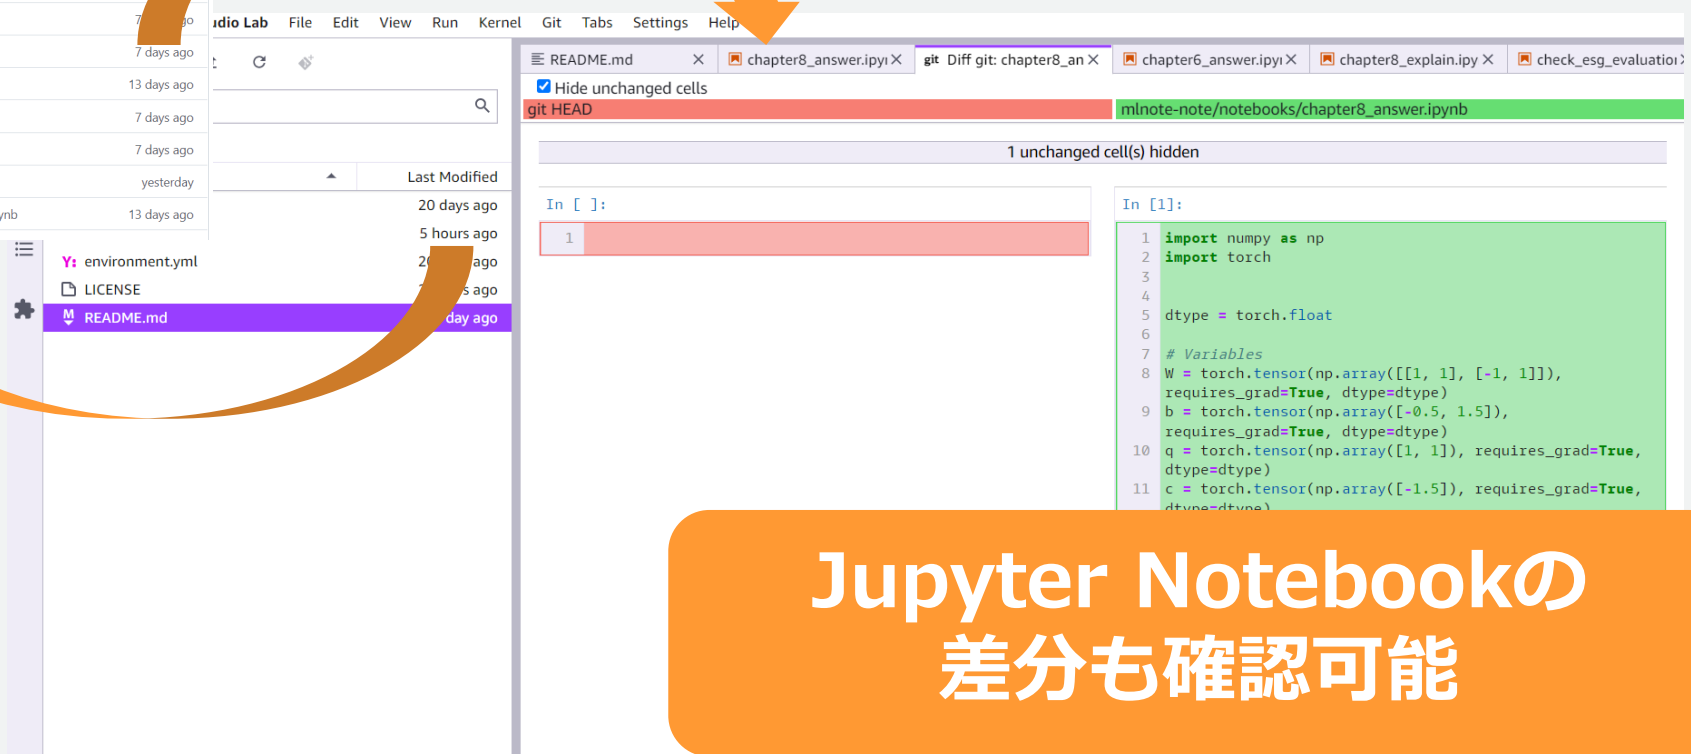 7 days ago
13 days ago
7 days ago
7 days ago
yesterday
ynb 13 days ago
udio Lab File Edit View Run Kernel Git Tabs Settings Help
Last Modified
20 days ago
5 hours ago
environment.yml
LICENSE
README.md day ago
README.md chapter8_answer.ipyı git Diff git: chapter8_an chapter6_answer.ipyı chapter8_explain.ipy check_esg_evaluation
Hide unchanged cells
git HEAD mlnote-note/notebooks/chapter8_answer.ipynb
1 unchanged cell(s) hidden
In [ ]: In [1]:
1
1 import numpy as np
2 import torch
3
4
5 dtype = torch.float
6
7 # Variables
8 W = torch.tensor(np.array([[1, 1], [-1, 1]]),
requires_grad=True, dtype=dtype)
9 b = torch.tensor(np.array([-0.5, 1.5]),
requires_grad=True, dtype=dtype)
10 q = torch.tensor(np.array([1, 1]), requires_grad=True,
dtype=dtype)
11 c = torch.tensor(np.array([-1.5]), requires_grad=True,
dtype=dtype)
Jupyter Notebookの
差分も確認可能